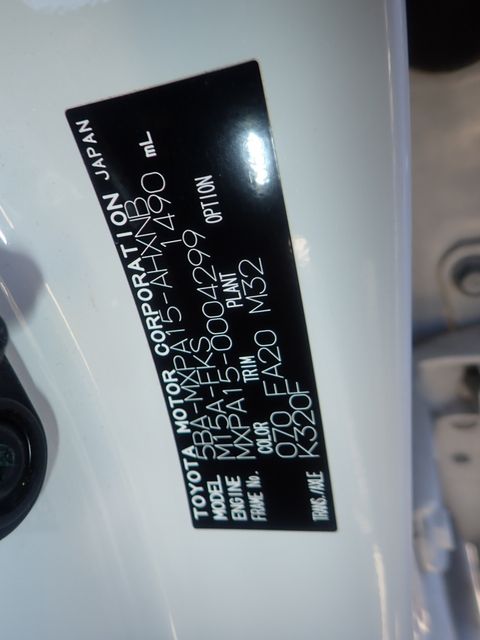 TOYOTA MOTOR CORPORATION JAPAN
MODEL 5BA-MXPA15-AHXNB
ENGINE M15A-FKS 1490 mL
FRAME No. MXPA15-0004299
COLOR TRIM PLANT OPTION
070 FA20 M32
TRANS./AXLE K320F